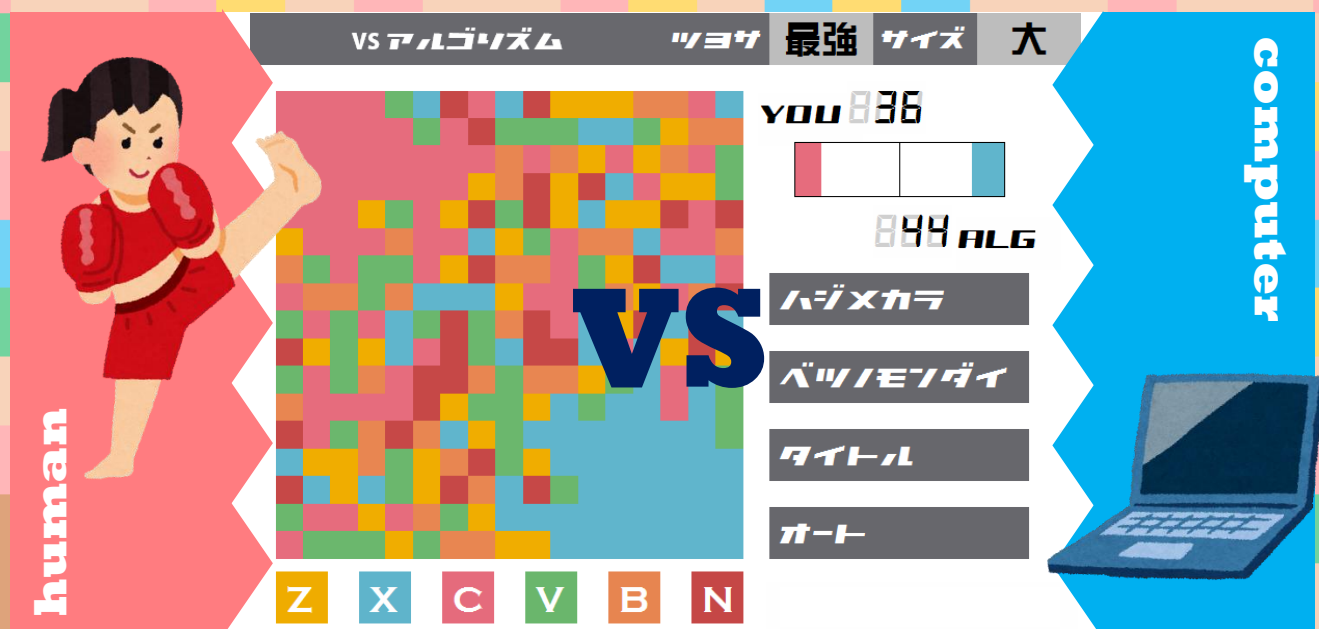 VS アルゴリズム ツヨサ 最強 サイズ 大
YOU 36
44 ALG
ハジメカラ
ベツノモンダイ
タイトル
オート
VS
human
computer
Z X C V B N